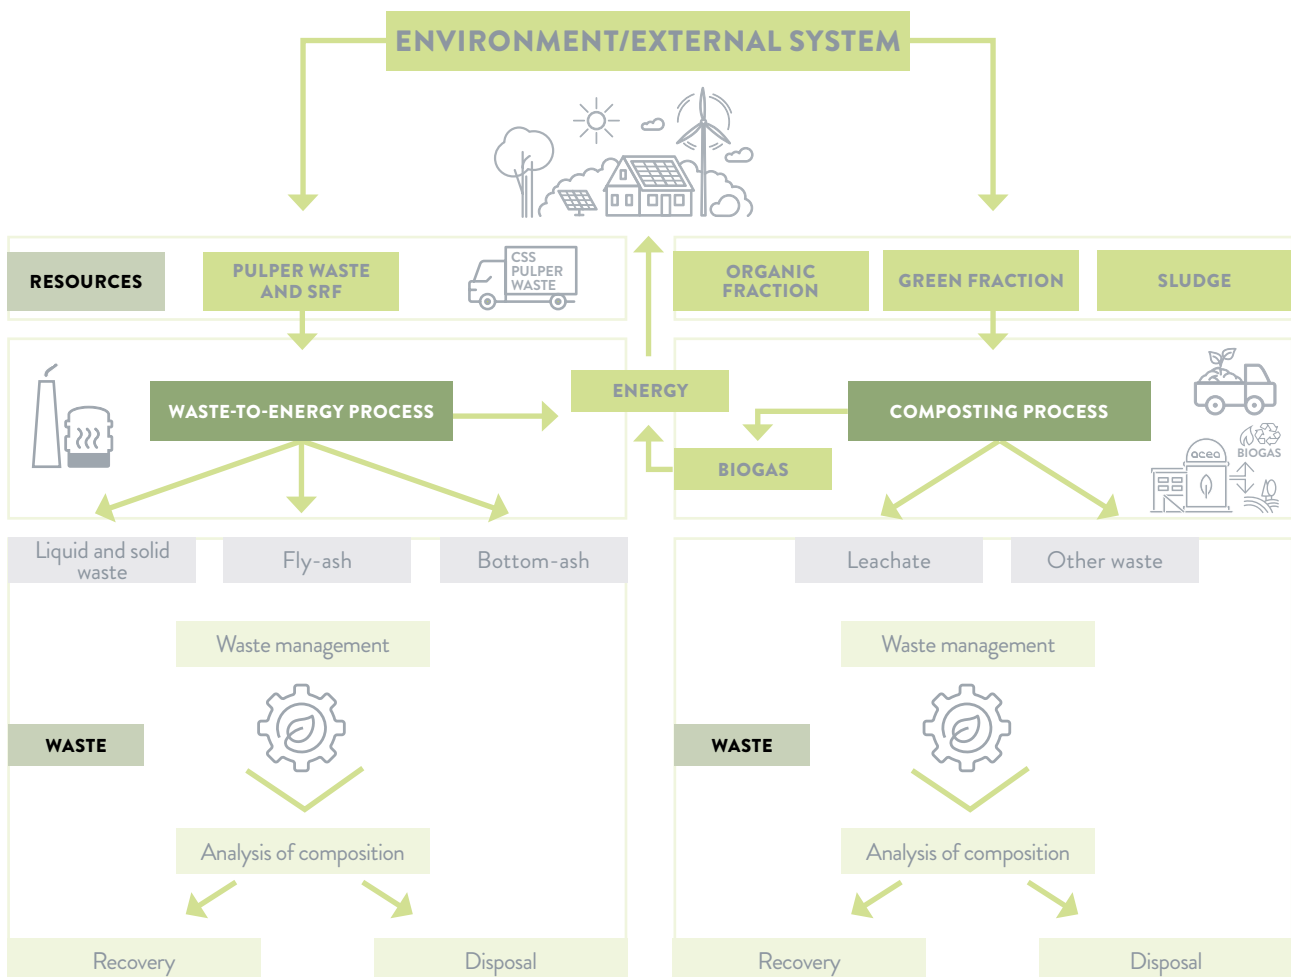 ENVIRONMENT/EXTERNAL SYSTEM
RESOURCES
PULPER WASTE
AND SRF
CSS
PULPER
WASTE
ORGANIC
FRACTION
GREEN FRACTION
SLUDGE
WASTE-TO-ENERGY PROCESS
ENERGY
COMPOSTING PROCESS
BIOGAS
acea
BIOGAS
Liquid and solid
waste
Fly-ash
Bottom-ash
Leachate
Other waste
Waste management
Waste management
WASTE
WASTE
Analysis of composition
Analysis of composition
Recovery
Disposal
Recovery
Disposal